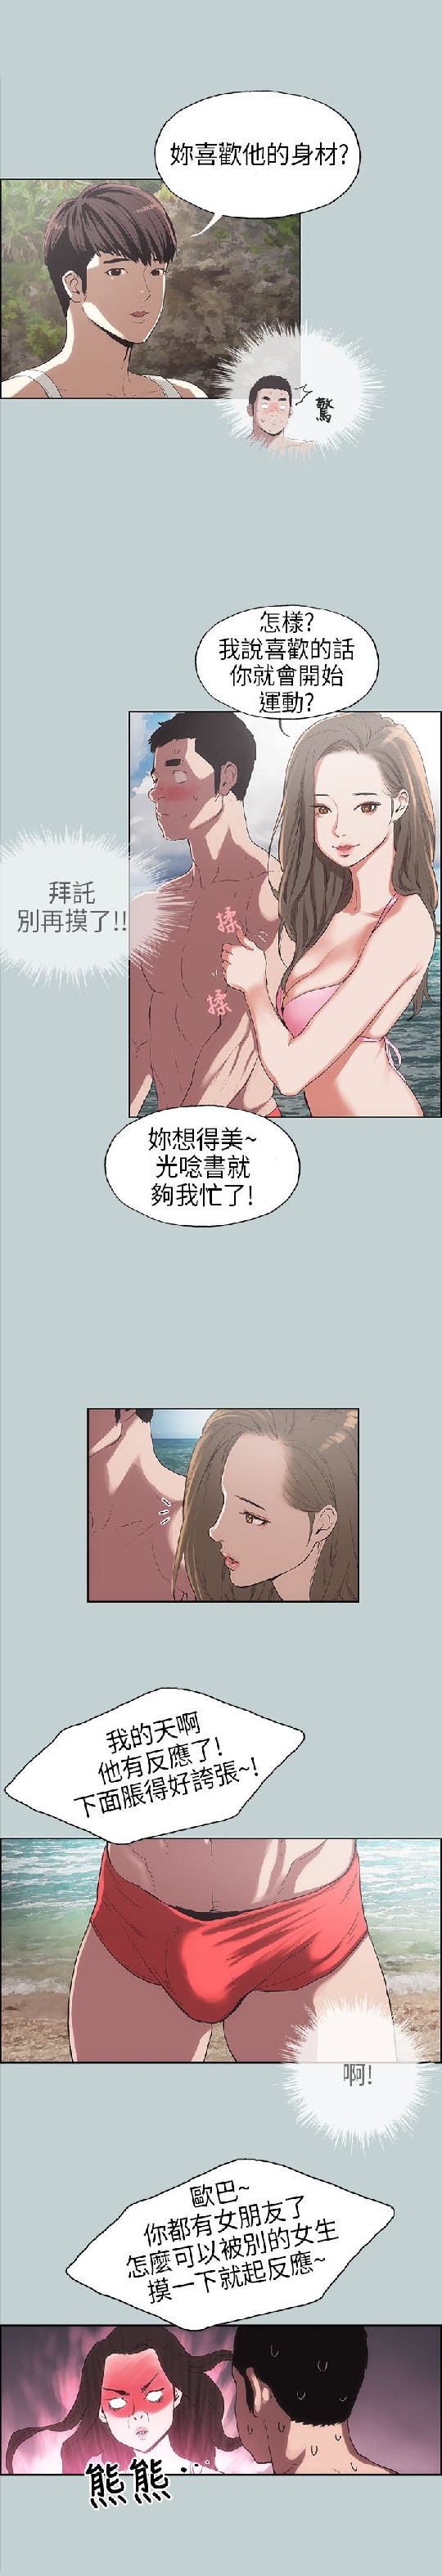 妳喜歡他的身材?
驚
怎樣?
我說喜歡的話
你就會開始
運動?
拜託
別再摸了!!
揉
揉
妳想得美~
光唸書就
夠我忙了!
我的天啊
他有反應了!
下面脹得好誇張~!
啊!
歐巴~
你都有女朋友了
怎麼可以被別的女生
摸一下就起反應~
熊熊